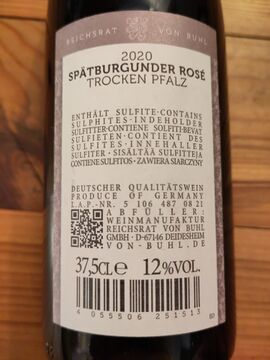 REICHSRAT VON BUHL
2020
SPÄTBURGUNDER ROSÉ
TROCKEN PFALZ
ENTHÄLT SULFITE·CONTAINS
SULPHITES·INDEHOLDER
SULFITTER·CONTIENE SOLFITI·BEVAT
SULFIETEN·CONTIENT DES
SULFITES·INNEHALLER
SULFITER·SISÄLTÄÄ SULFIITTEJA
CONTIENE SULFITOS·ZAWIERA SIARCZYNY
DEUTSCHER QUALITÄTSWEIN
PRODUCE OF GERMANY
L.A.P.-NR. 5 106 487 08 21
ABFÜLLER:
WEINMANUFAKTUR
REICHSRAT VON BUHL
GMBH·D-67146 DEIDESHEIM
VON-BUHL.DE
37,5CL℮ 12%VOL.
4 055506 251513